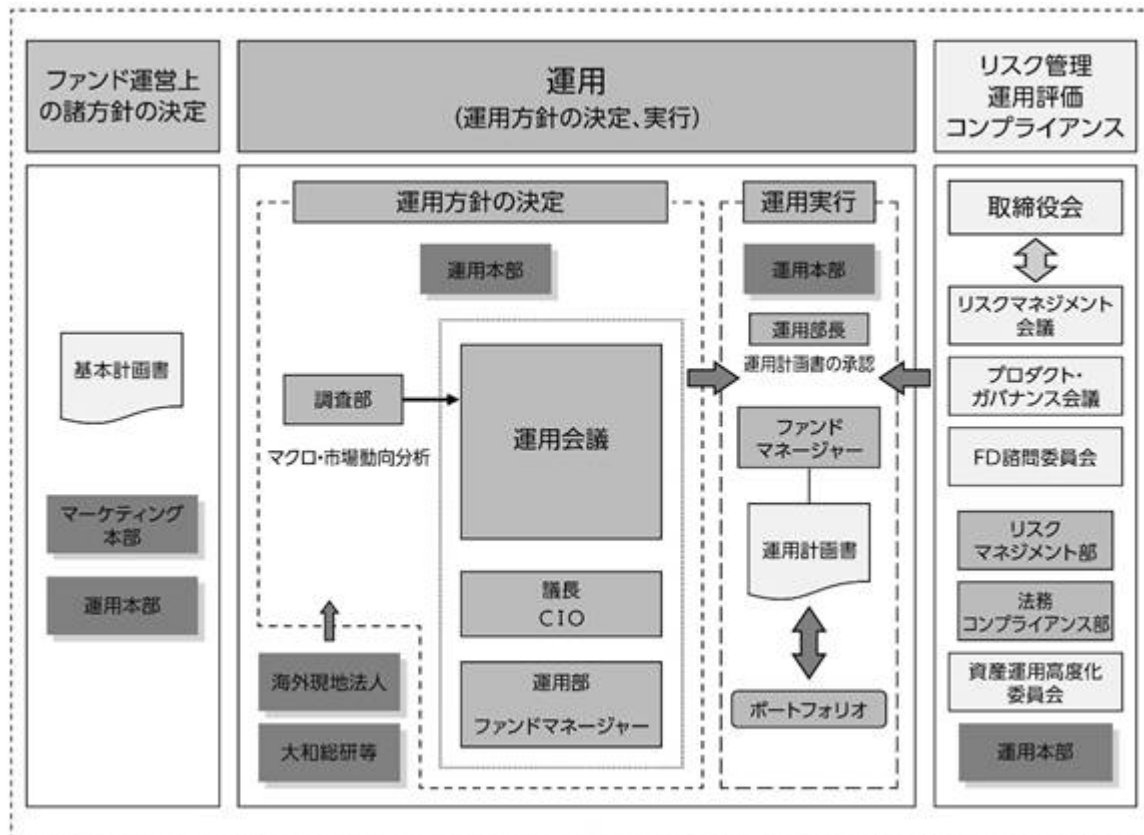 ファンド運営上
の諸方針の決定
運用
(運用方針の決定、実行)
リスク管理
運用評価
コンプライアンス
基本計画書
マーケティング
本部
運用本部
運用方針の決定
運用本部
調査部
マクロ・市場動向分析
運用会議
議長
CIO
運用部
ファンドマネージャー
海外現地法人
大和総研等
運用実行
運用本部
運用部長
運用計画書の承認
ファンド
マネージャー
運用計画書
ポートフォリオ
取締役会
リスクマネジメント
会議
プロダクト・
ガバナンス会議
FD諮問委員会
リスク
マネジメント部
法務
コンプライアンス部
資産運用高度化
委員会
運用本部